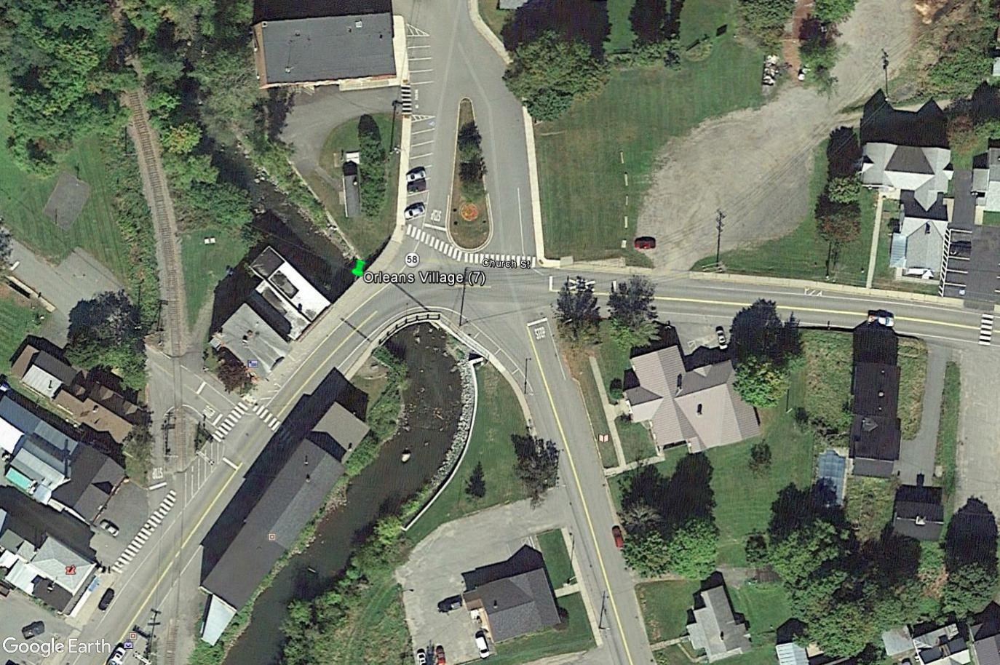 STOP
58
Church St
Orleans Village (7)
STOP
STOP
Google Earth